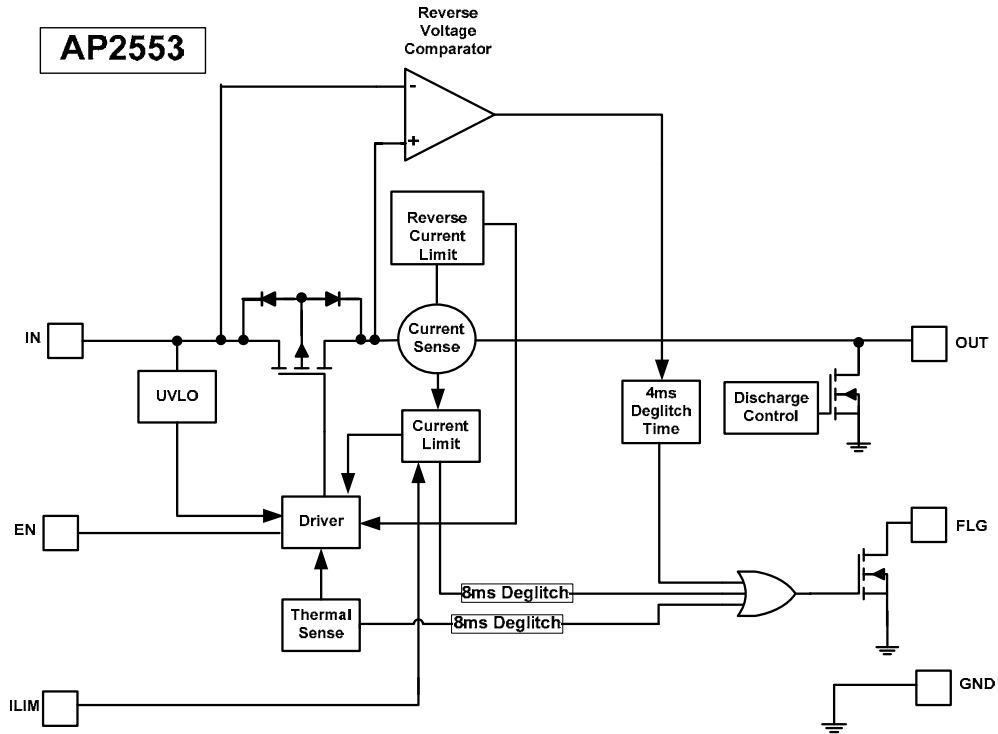 AP2553
Reverse
Voltage
Comparator
-
+
Reverse
Current
Limit
IN
Current
Sense
OUT
UVLO
4ms
Deglitch
Time
Discharge
Control
Current
Limit
EN
Driver
FLG
8ms Deglitch
Thermal
Sense
8ms Deglitch
GND
ILIM